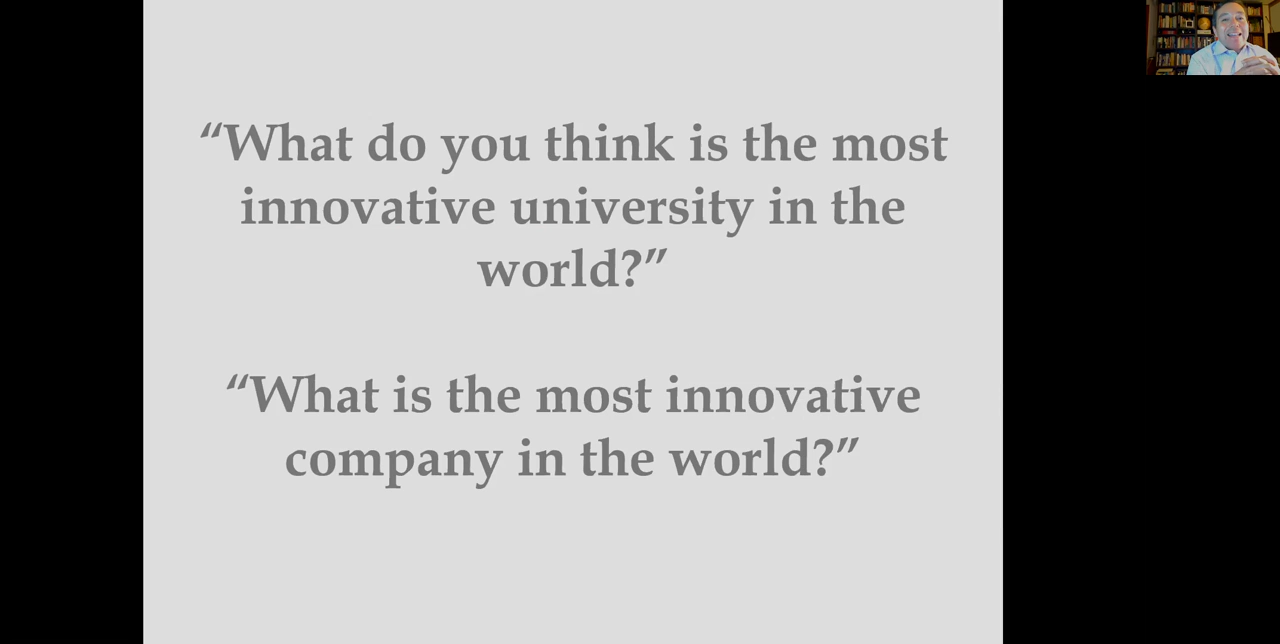 “What do you think is the most
innovative university in the
world?”
“What is the most innovative
company in the world?”